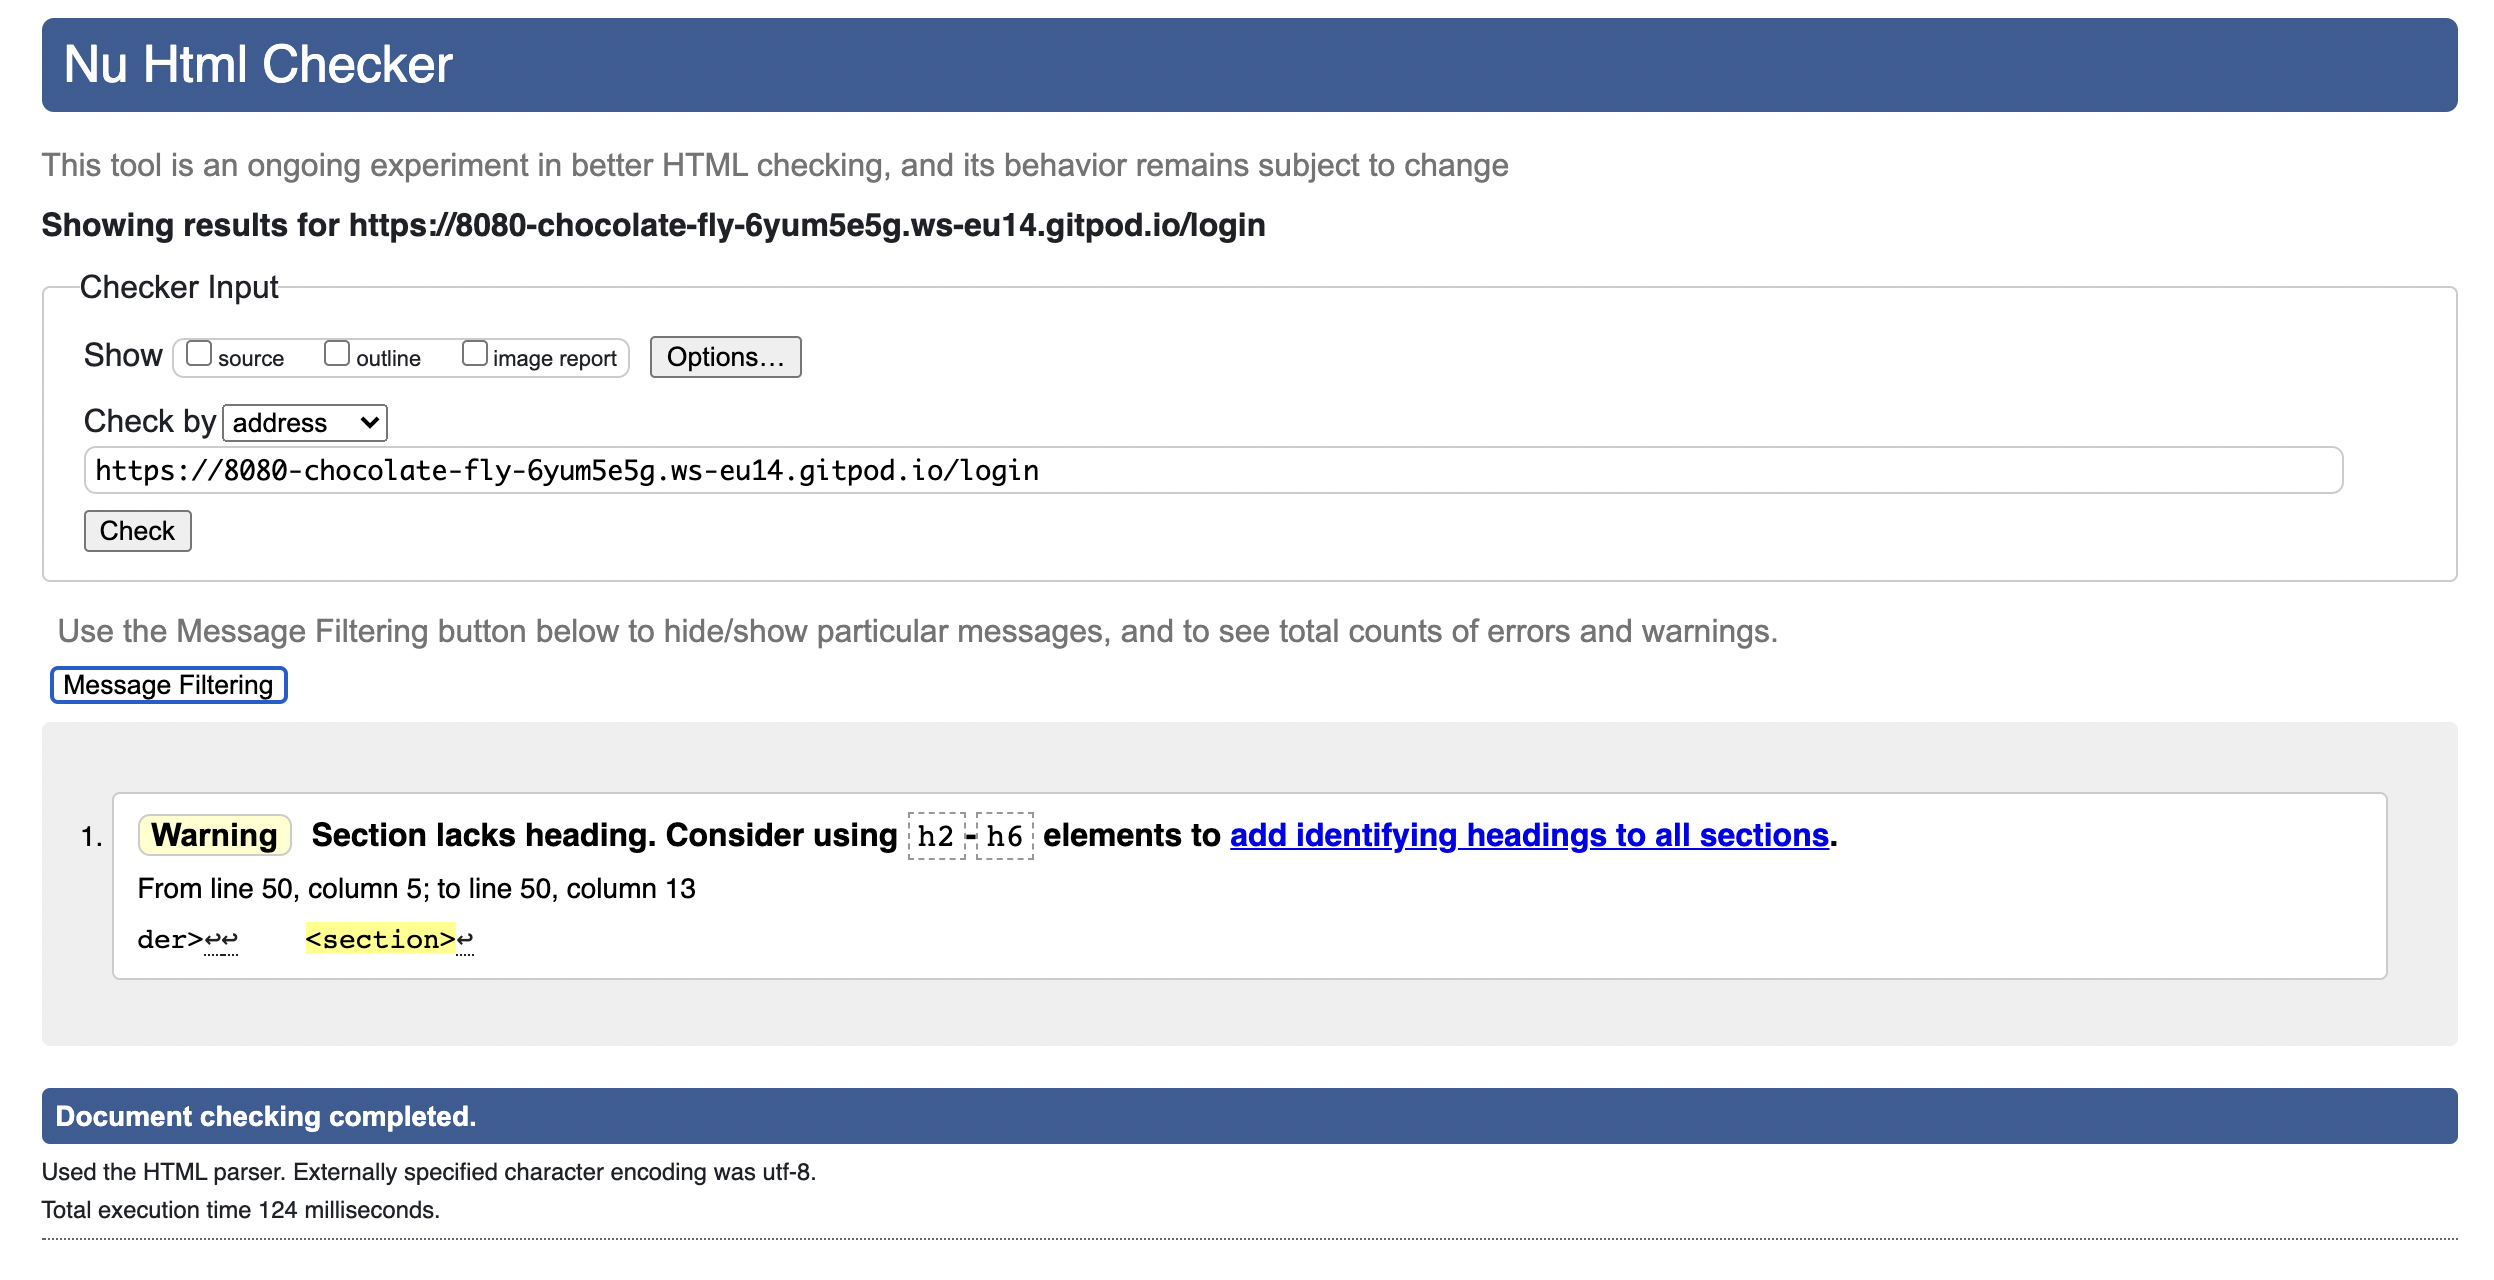 Nu Html Checker
This tool is an ongoing experiment in better HTML checking, and its behavior remains subject to change
Showing results for https://8080-chocolate-fly-6yum5e5g.ws-eu14.gitpod.io/login
Checker Input
Show source outline image report Options...
Check by address
https://8080-chocolate-fly-6yum5e5g.ws-eu14.gitpod.io/login
Check
Use the Message Filtering button below to hide/show particular messages, and to see total counts of errors and warnings.
Message Filtering
1. Warning Section lacks heading. Consider using h2-h6 elements to add identifying headings to all sections.
From line 50, column 5; to line 50, column 13
der>↩↩ <section>↩
Document checking completed.
Used the HTML parser. Externally specified character encoding was utf-8.
Total execution time 124 milliseconds.